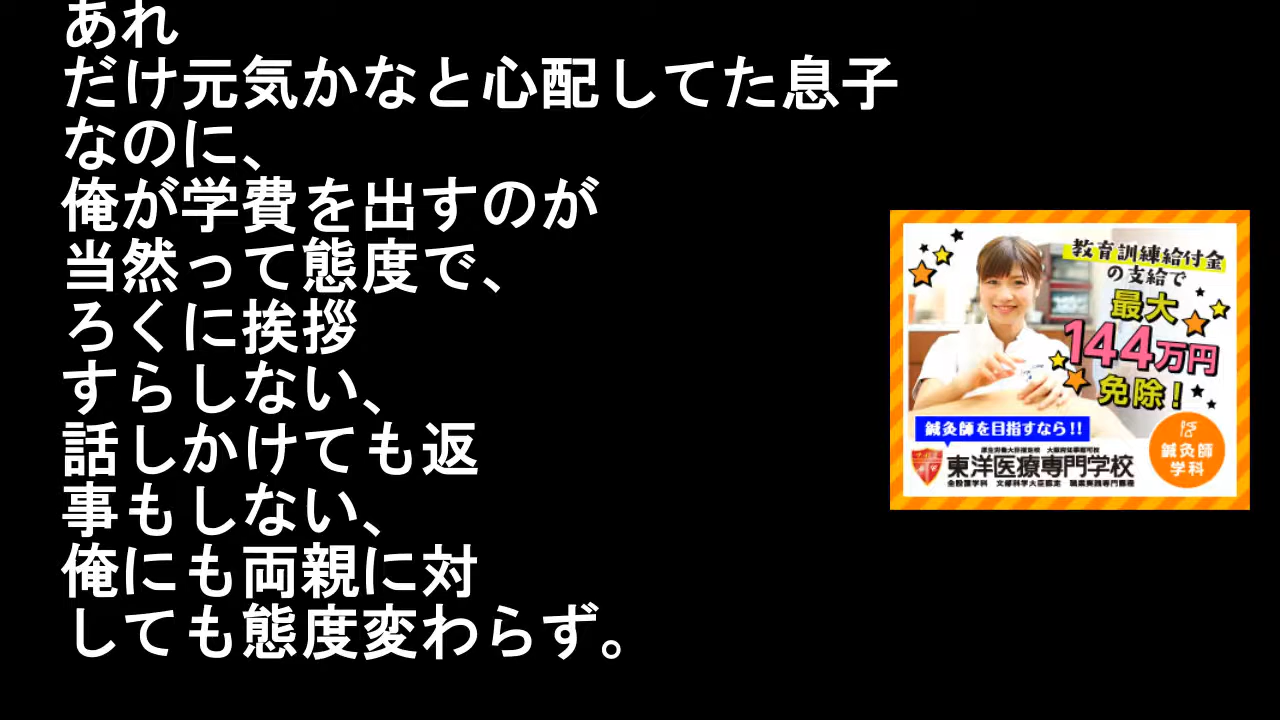 あれ
だけ元気かなと心配してた息子
なのに、
俺が学費を出すのが
当然って態度で、
ろくに挨拶
すらしない、
話しかけても返
事もしない、
俺にも両親に対
しても態度変わらず。
教育訓練給付金
の支給で
最大
144万円
免除！
鍼灸師を目指すなら!!
東洋医療専門学校
鍼灸師
学科